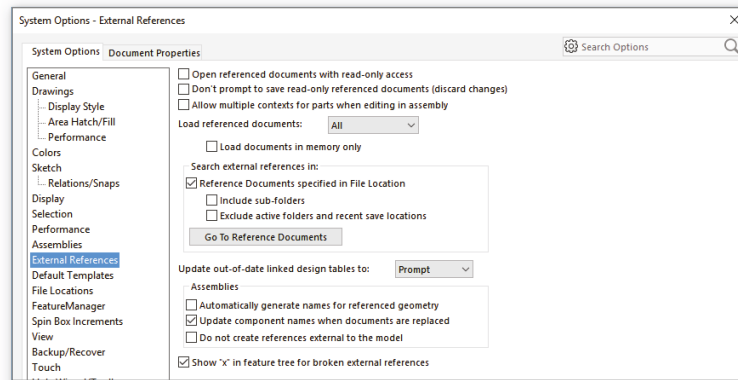 System Options - External References
System Options
Document Properties
Search Options
General
Drawings
Display Style
Area Hatch/Fill
Performance
Colors
Sketch
Relations/Snaps
Display
Selection
Performance
Assemblies
External References
Default Templates
File Locations
FeatureManager
Spin Box Increments
View
Backup/Recover
Touch
Open referenced documents with read-only access
Don't prompt to save read-only referenced documents (discard changes)
Allow multiple contexts for parts when editing in assembly
Load referenced documents: All
Load documents in memory only
Search external references in:
Reference Documents specified in File Location
Include sub-folders
Exclude active folders and recent save locations
Go To Reference Documents
Update out-of-date linked design tables to: Prompt
Assemblies
Automatically generate names for referenced geometry
Update component names when documents are replaced
Do not create references external to the model
Show "x" in feature tree for broken external references